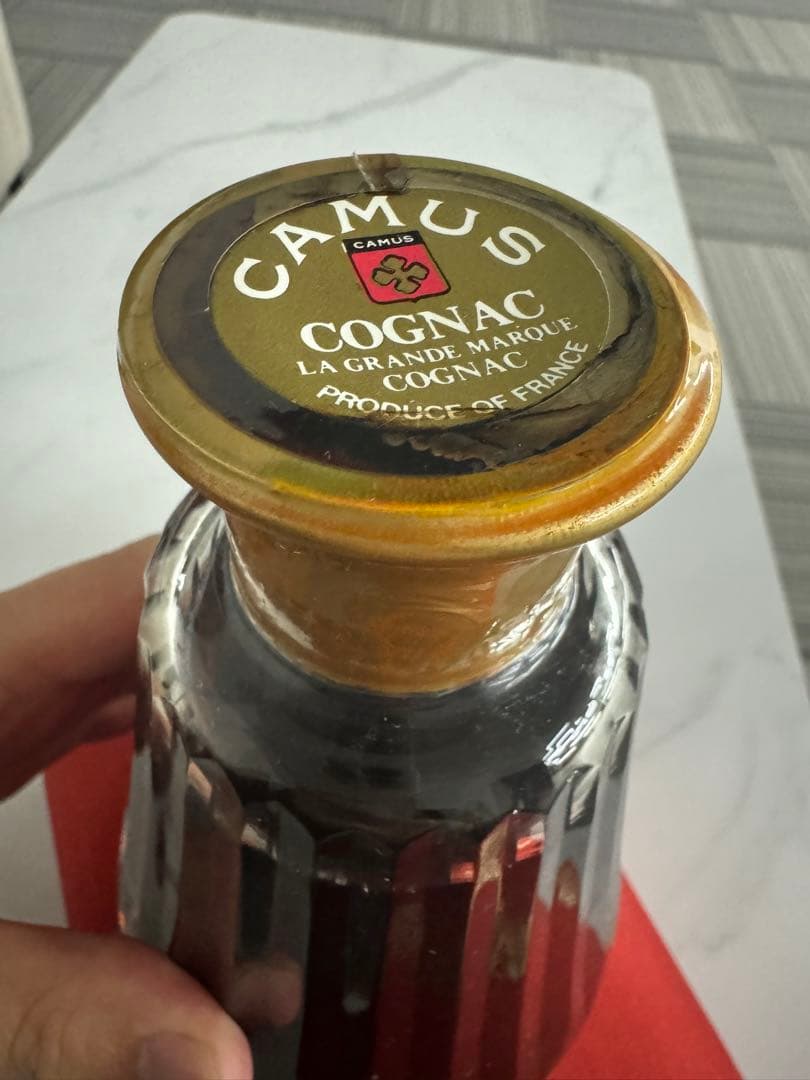 CAMUS
CAMUS
COGNAC
LA GRANDE MARQUE
COGNAC
PRODUCE OF FRANCE